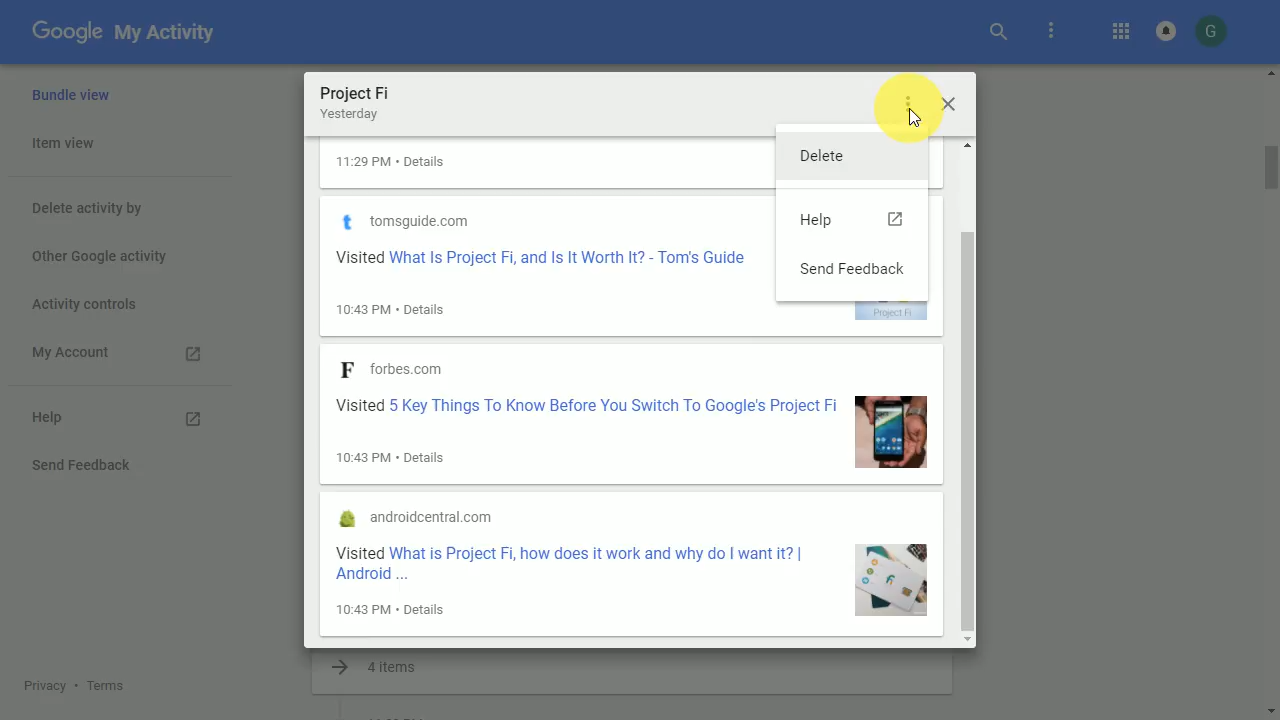 Google My Activity
G
Bundle view
Item view
Delete activity by
Other Google activity
Activity controls
My Account
Help
Send Feedback
Privacy • Terms
Project Fi
Yesterday
Delete
Help
Send Feedback
11:29 PM • Details
t tomsguide.com
Visited What Is Project Fi, and Is It Worth It? - Tom's Guide
Project Fi
10:43 PM • Details
F forbes.com
Visited 5 Key Things To Know Before You Switch To Google's Project Fi
10:43 PM • Details
androidcentral.com
Visited What is Project Fi, how does it work and why do I want it? |
Android ...
10:43 PM • Details
4 items